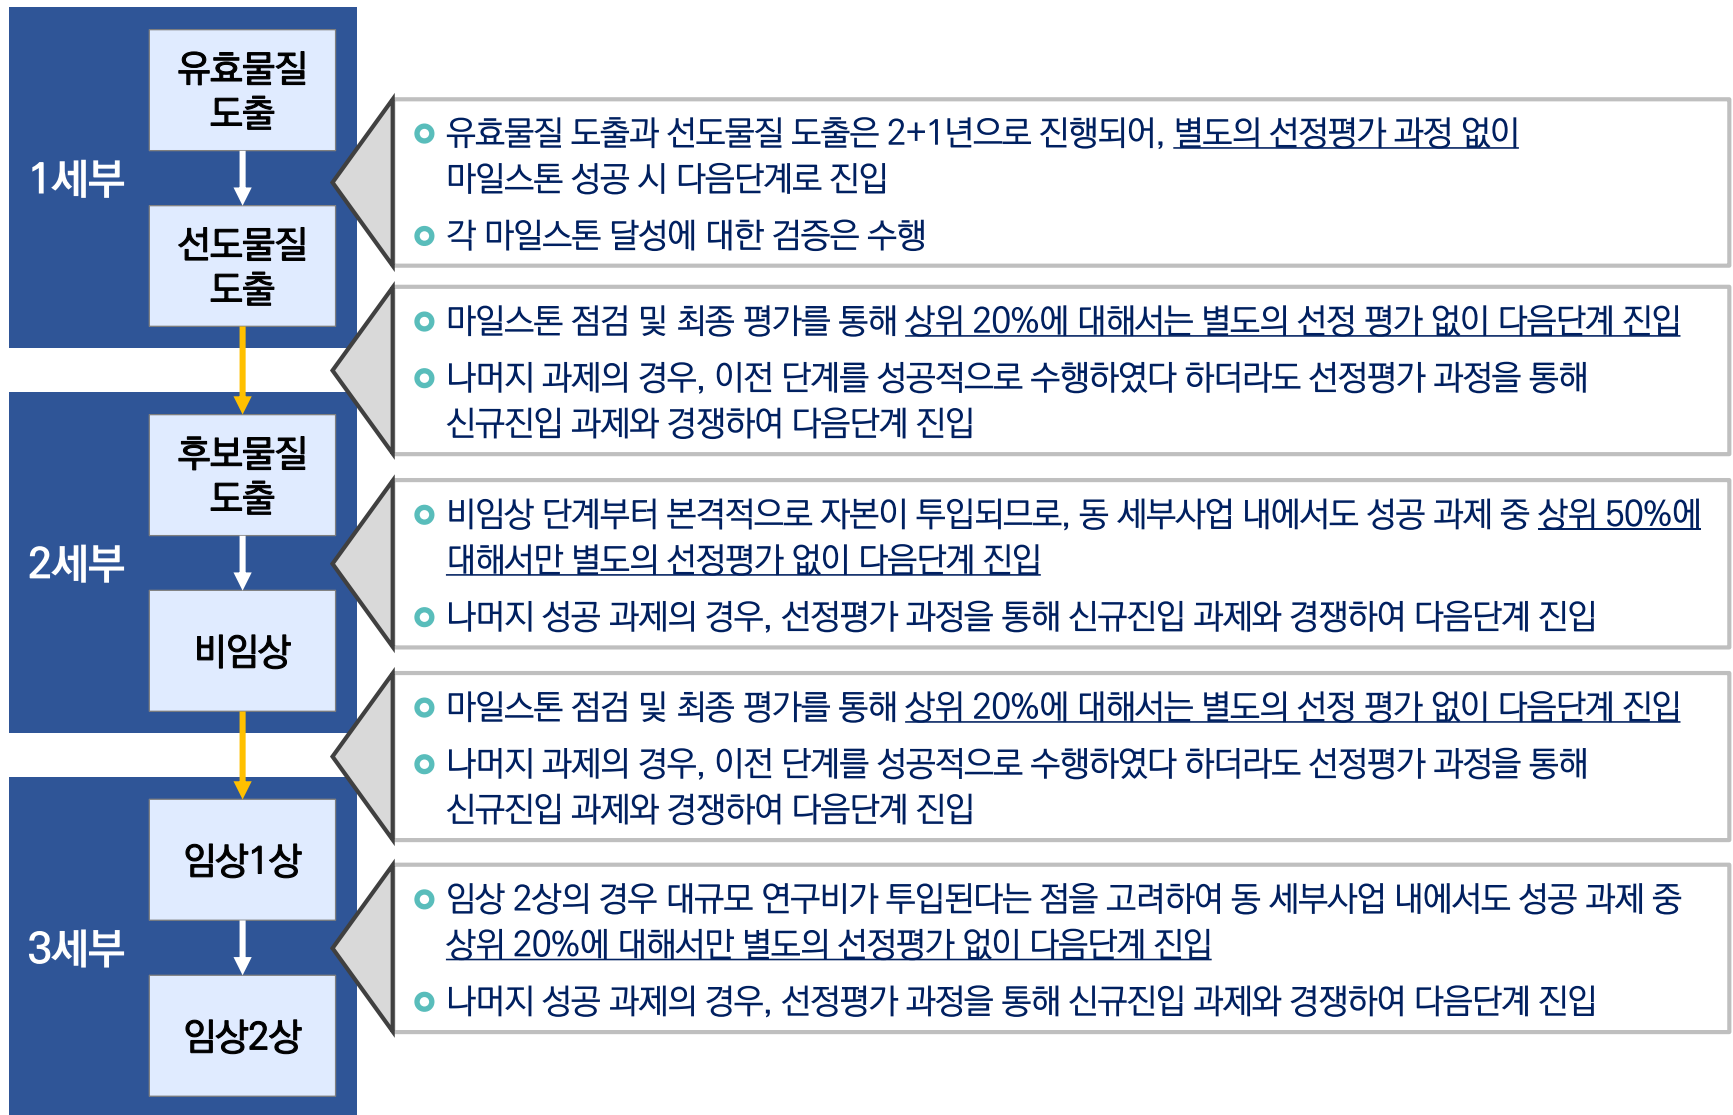 1세부
유효물질
도출
선도물질
도출
유효물질 도출과 선도물질 도출은 2+1년으로 진행되어, 별도의 선정평가 과정 없이
마일스톤 성공 시 다음단계로 진입
각 마일스톤 달성에 대한 검증은 수행
마일스톤 점검 및 최종 평가를 통해 상위 20%에 대해서는 별도의 선정 평가 없이 다음단계 진입
나머지 과제의 경우, 이전 단계를 성공적으로 수행하였다 하더라도 선정평가 과정을 통해
신규진입 과제와 경쟁하여 다음단계 진입
2세부
후보물질
도출
비임상
비임상 단계부터 본격적으로 자본이 투입되므로, 동 세부사업 내에서도 성공 과제 중 상위 50%에
대해서만 별도의 선정평가 없이 다음단계 진입
나머지 성공 과제의 경우, 선정평가 과정을 통해 신규진입 과제와 경쟁하여 다음단계 진입
마일스톤 점검 및 최종 평가를 통해 상위 20%에 대해서는 별도의 선정 평가 없이 다음단계 진입
나머지 과제의 경우, 이전 단계를 성공적으로 수행하였다 하더라도 선정평가 과정을 통해
신규진입 과제와 경쟁하여 다음단계 진입
3세부
임상1상
임상2상
임상 2상의 경우 대규모 연구비가 투입된다는 점을 고려하여 동 세부사업 내에서도 성공 과제 중
상위 20%에 대해서만 별도의 선정평가 없이 다음단계 진입
나머지 성공 과제의 경우, 선정평가 과정을 통해 신규진입 과제와 경쟁하여 다음단계 진입